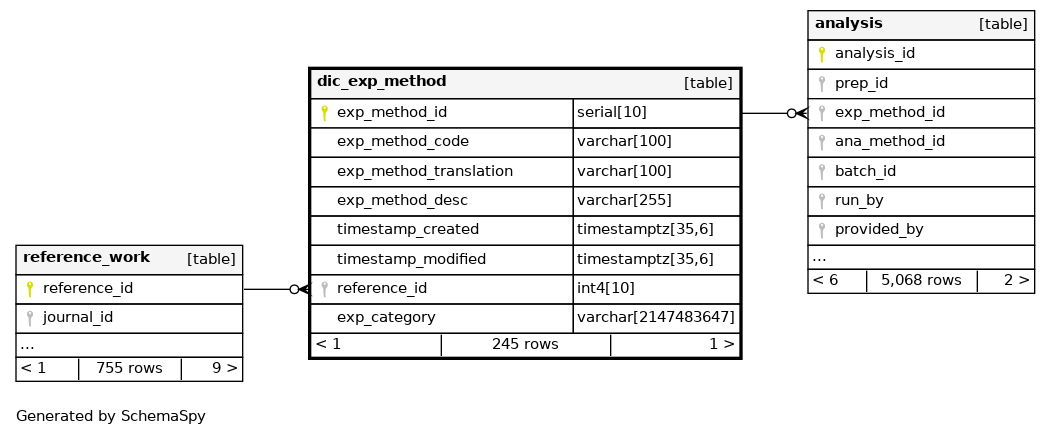 analysis [table]
analysis_id
prep_id
exp_method_id
ana_method_id
batch_id
run_by
provided_by
...
< 6 5,068 rows 2 >
dic_exp_method [table]
exp_method_id serial[10]
exp_method_code varchar[100]
exp_method_translation varchar[100]
exp_method_desc varchar[255]
timestamp_created timestamptz[35,6]
timestamp_modified timestamptz[35,6]
reference_id int4[10]
exp_category varchar[2147483647]
< 1 245 rows 1 >
reference_work [table]
reference_id
journal_id
...
< 1 755 rows 9 >
Generated by SchemaSpy